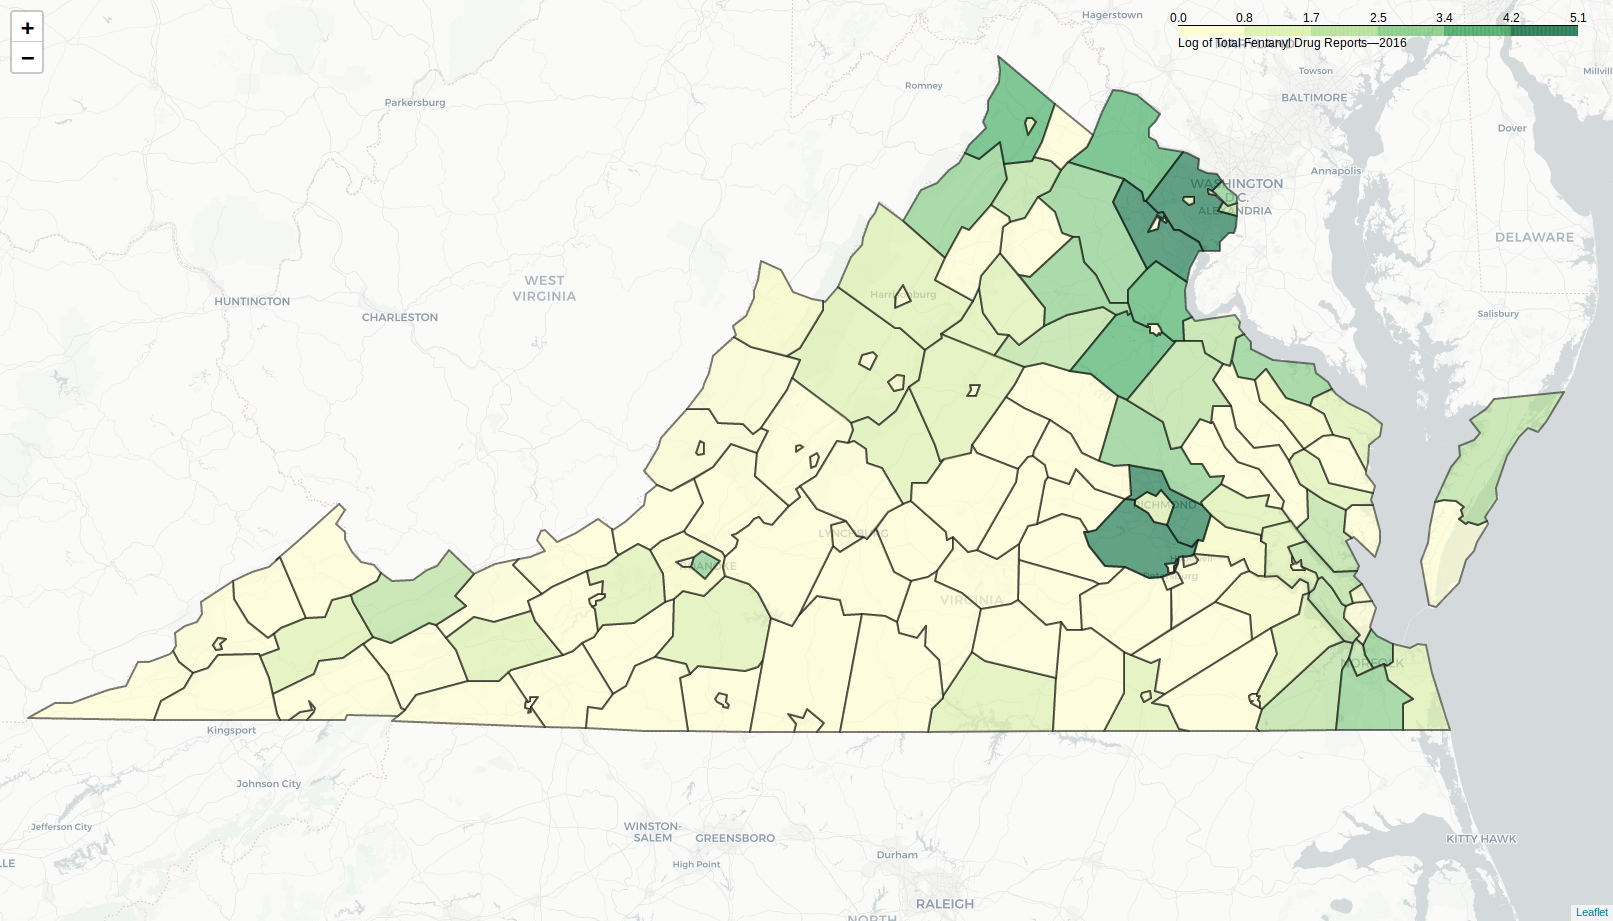 +
−
0.0 0.8 1.7 2.5 3.4 4.2 5.1
Log of Total Fentanyl Drug Reports—2016
Hagerstown
Towson
Millvill
Romney
BALTIMORE
Parkersburg
Dover
Annapolis
WASHINGTON
D.C.
ALEXANDRIA
DELAWARE
WEST
VIRGINIA
Harrisonburg
HUNTINGTON
CHARLESTON
Salisbury
RICHMOND
LYNCHBURG
ROANOKE
Petersburg
VIRGINIA
NORFOLK
Kingsport
Johnson City
Jefferson City
WINSTON-
SALEM
GREENSBORO
KITTY HAWK
High Point
Durham
RALEIGH
NORTH
Leaflet